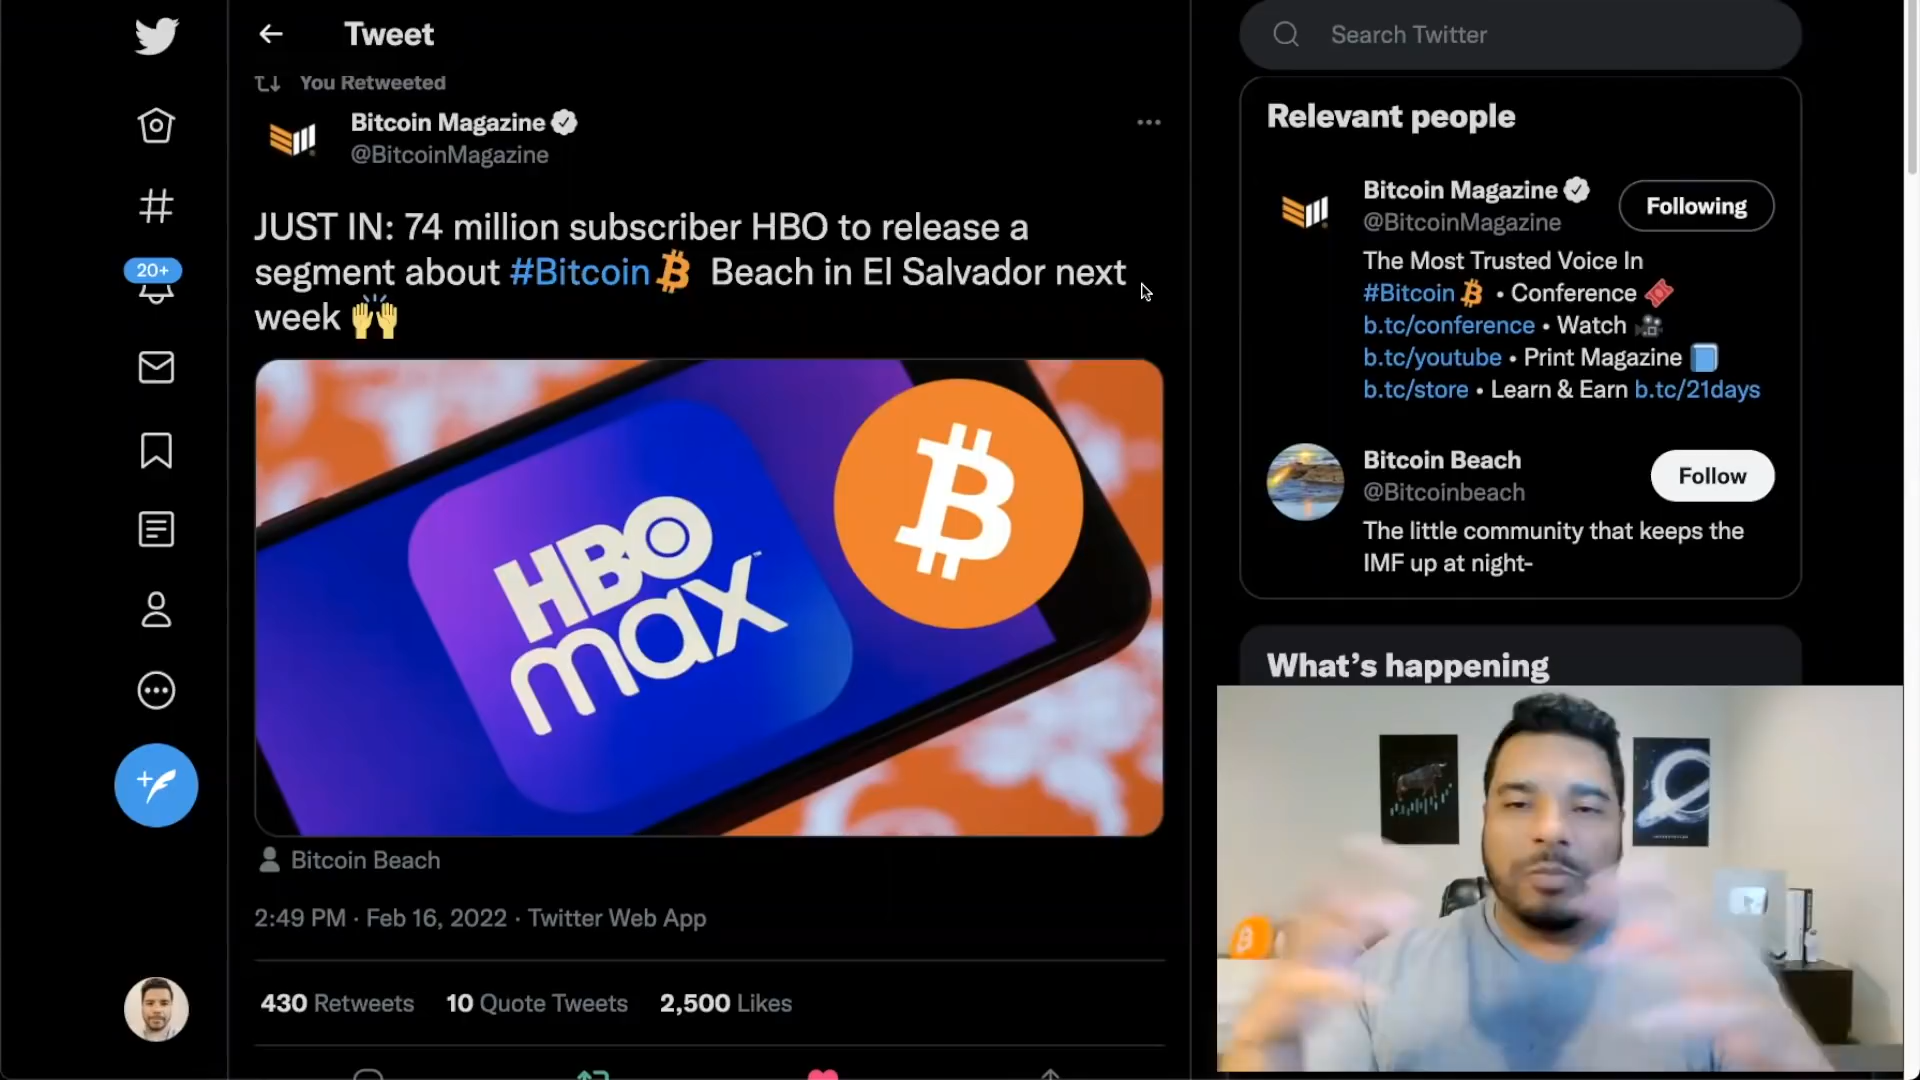 Tweet
You Retweeted
Bitcoin Magazine
@BitcoinMagazine
JUST IN: 74 million subscriber HBO to release a
segment about #Bitcoin Beach in El Salvador next
week
HBO
max
Bitcoin Beach
2:49 PM · Feb 16, 2022 · Twitter Web App
430 Retweets 10 Quote Tweets 2,500 Likes
20+
Search Twitter
Relevant people
Bitcoin Magazine
@BitcoinMagazine
Following
The Most Trusted Voice In
#Bitcoin • Conference
b.tc/conference • Watch
b.tc/youtube • Print Magazine
b.tc/store • Learn & Earn b.tc/21days
Bitcoin Beach
@Bitcoinbeach
Follow
The little community that keeps the
IMF up at night-
What's happening